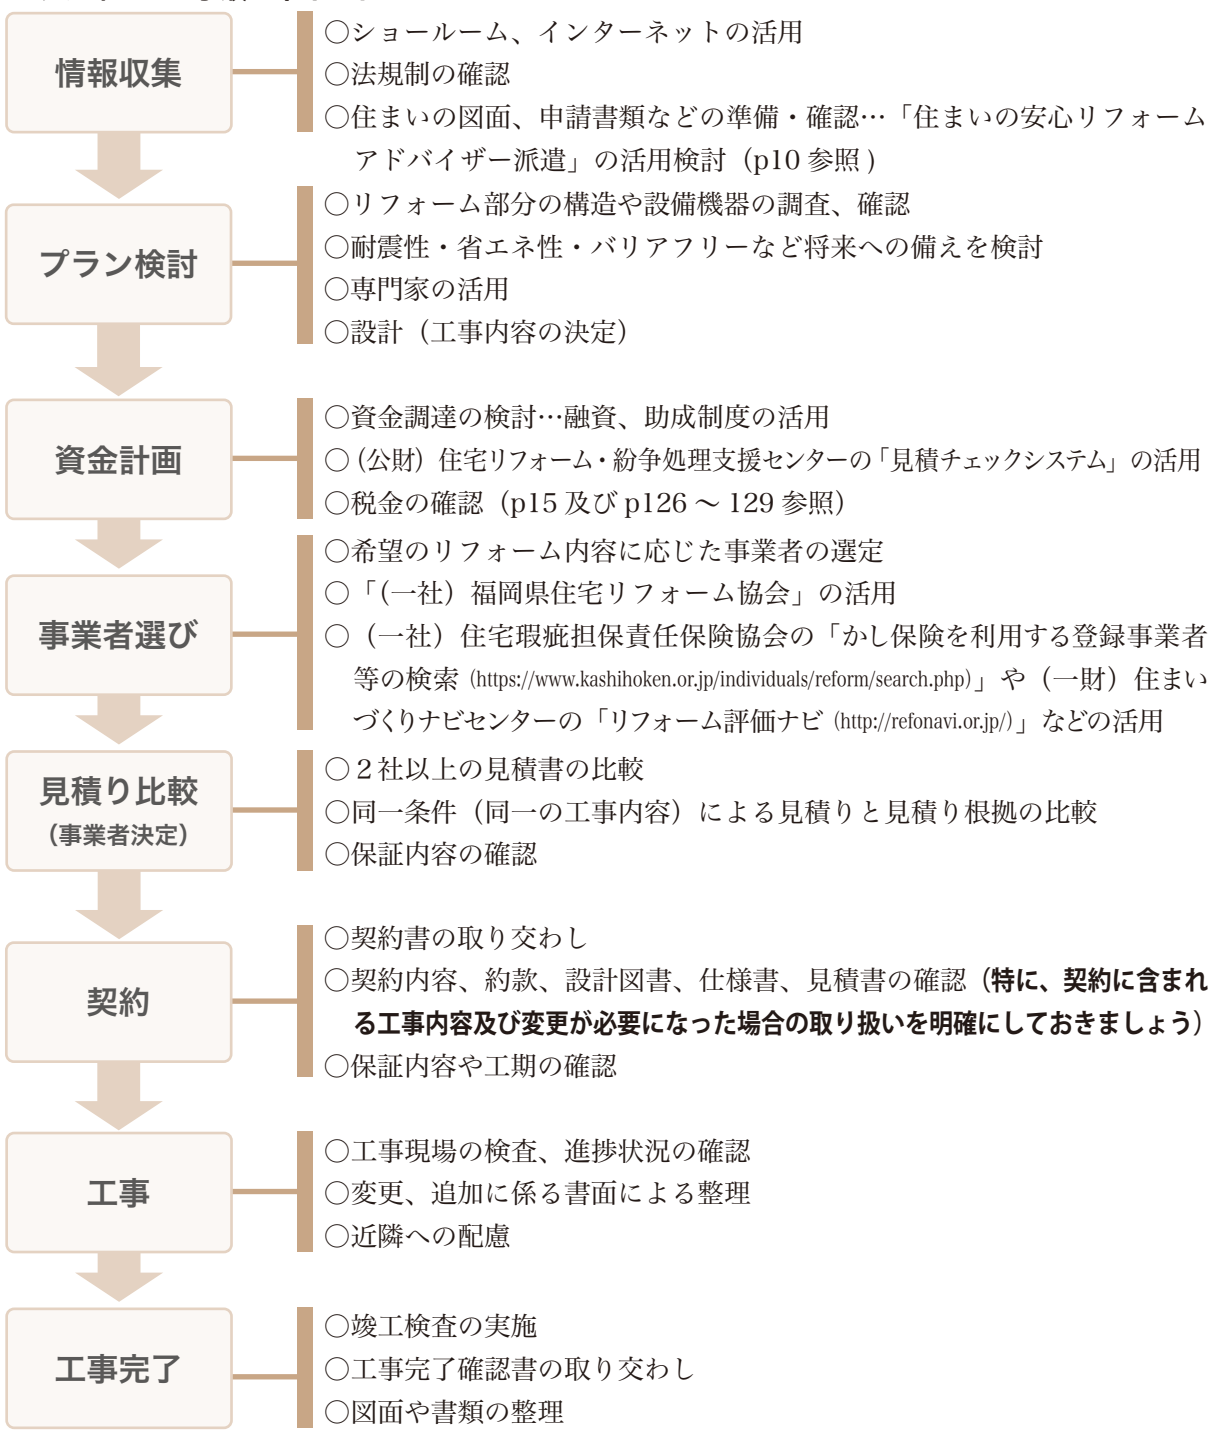 情報収集
○ショールーム、インターネットの活用
○法規制の確認
○住まいの図面、申請書類などの準備・確認…「住まいの安心リフォーム
アドバイザー派遣」の活用検討（p10 参照 )
プラン検討
○リフォーム部分の構造や設備機器の調査、確認
○耐震性・省エネ性・バリアフリーなど将来への備えを検討
○専門家の活用
○設計（工事内容の決定）
資金計画
○資金調達の検討…融資、助成制度の活用
○（公財）住宅リフォーム・紛争処理支援センターの「見積チェックシステム」の活用
○税金の確認（p15 及び p126 ～ 129 参照）
事業者選び
○希望のリフォーム内容に応じた事業者の選定
○「（一社）福岡県住宅リフォーム協会」の活用
○（一社）住宅瑕疵担保責任保険協会の「かし保険を利用する登録事業者
等の検索（https://www.kashihoken.or.jp/individuals/reform/search.php）」や（一財）住まい
づくりナビセンターの「リフォーム評価ナビ（http://refonavi.or.jp/）」などの活用
見積り比較
（事業者決定）
○２社以上の見積書の比較
○同一条件（同一の工事内容）による見積りと見積り根拠の比較
○保証内容の確認
契約
○契約書の取り交わし
○契約内容、約款、設計図書、仕様書、見積書の確認（特に、契約に含まれ
る工事内容及び変更が必要になった場合の取り扱いを明確にしておきましょう）
○保証内容や工期の確認
工事
○工事現場の検査、進捗状況の確認
○変更、追加に係る書面による整理
○近隣への配慮
工事完了
○竣工検査の実施
○工事完了確認書の取り交わし
○図面や書類の整理